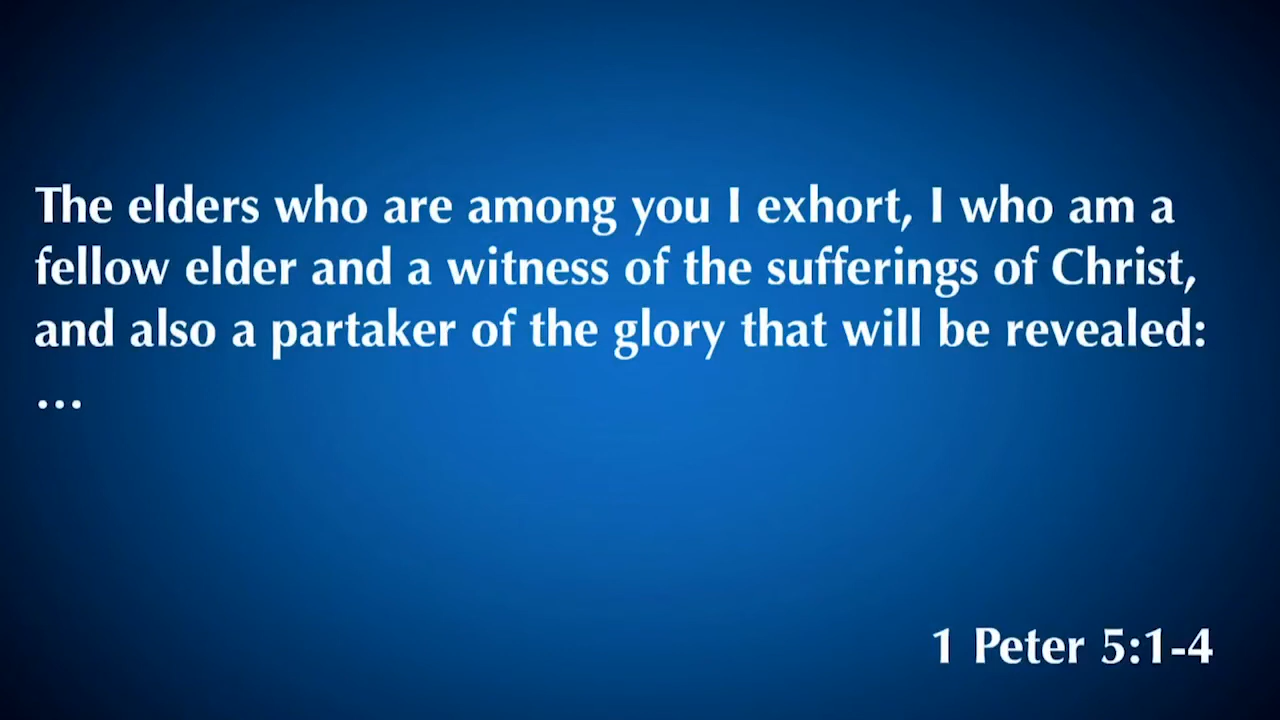 The elders who are among you I exhort, I who am a
fellow elder and a witness of the sufferings of Christ,
and also a partaker of the glory that will be revealed:
...
1 Peter 5:1-4